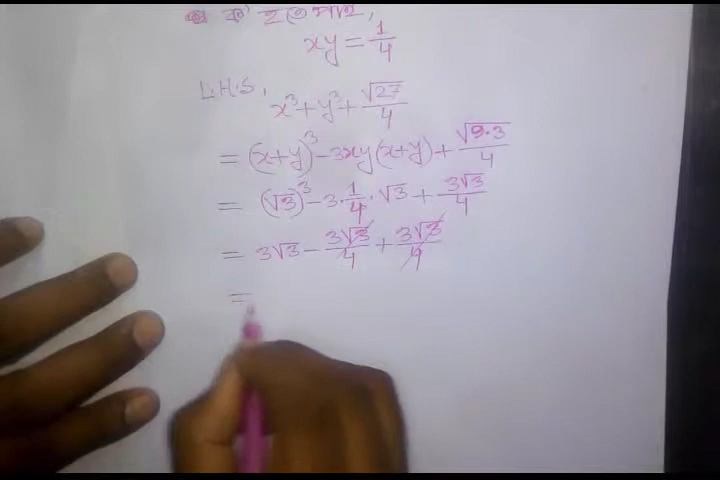 হতে পাই,
xy = 1/4
L.H.S.
x³ + y³ + √27/4
= (x+y)³ - 3xy(x+y) + √9·3/4
= (√3)³ - 3·1/4·√3 + 3√3/4
= 3√3 - 3√3/4 + 3√3/4
=